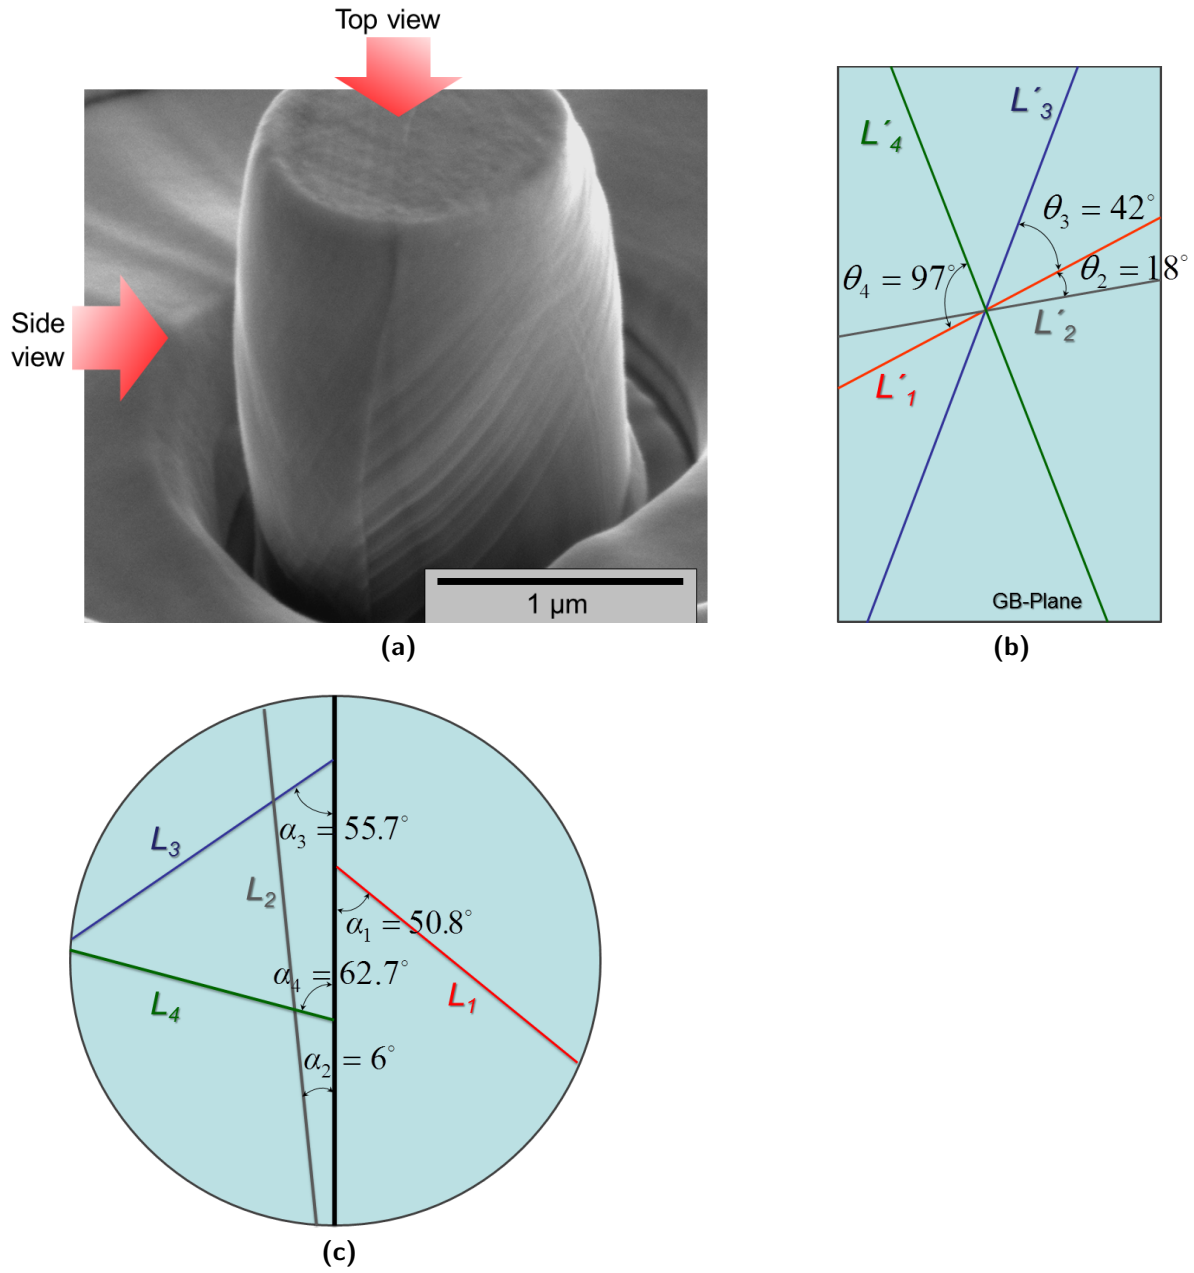 Top view
Side
view
1 µm
(a)
L´3
L´4
θ3 = 42°
θ2 = 18°
θ4 = 97°
L´2
L´1
GB-Plane
(b)
α3 = 55.7°
L3
L2
α1 = 50.8°
α4 = 62.7°
L1
L4
α2 = 6°
(c)